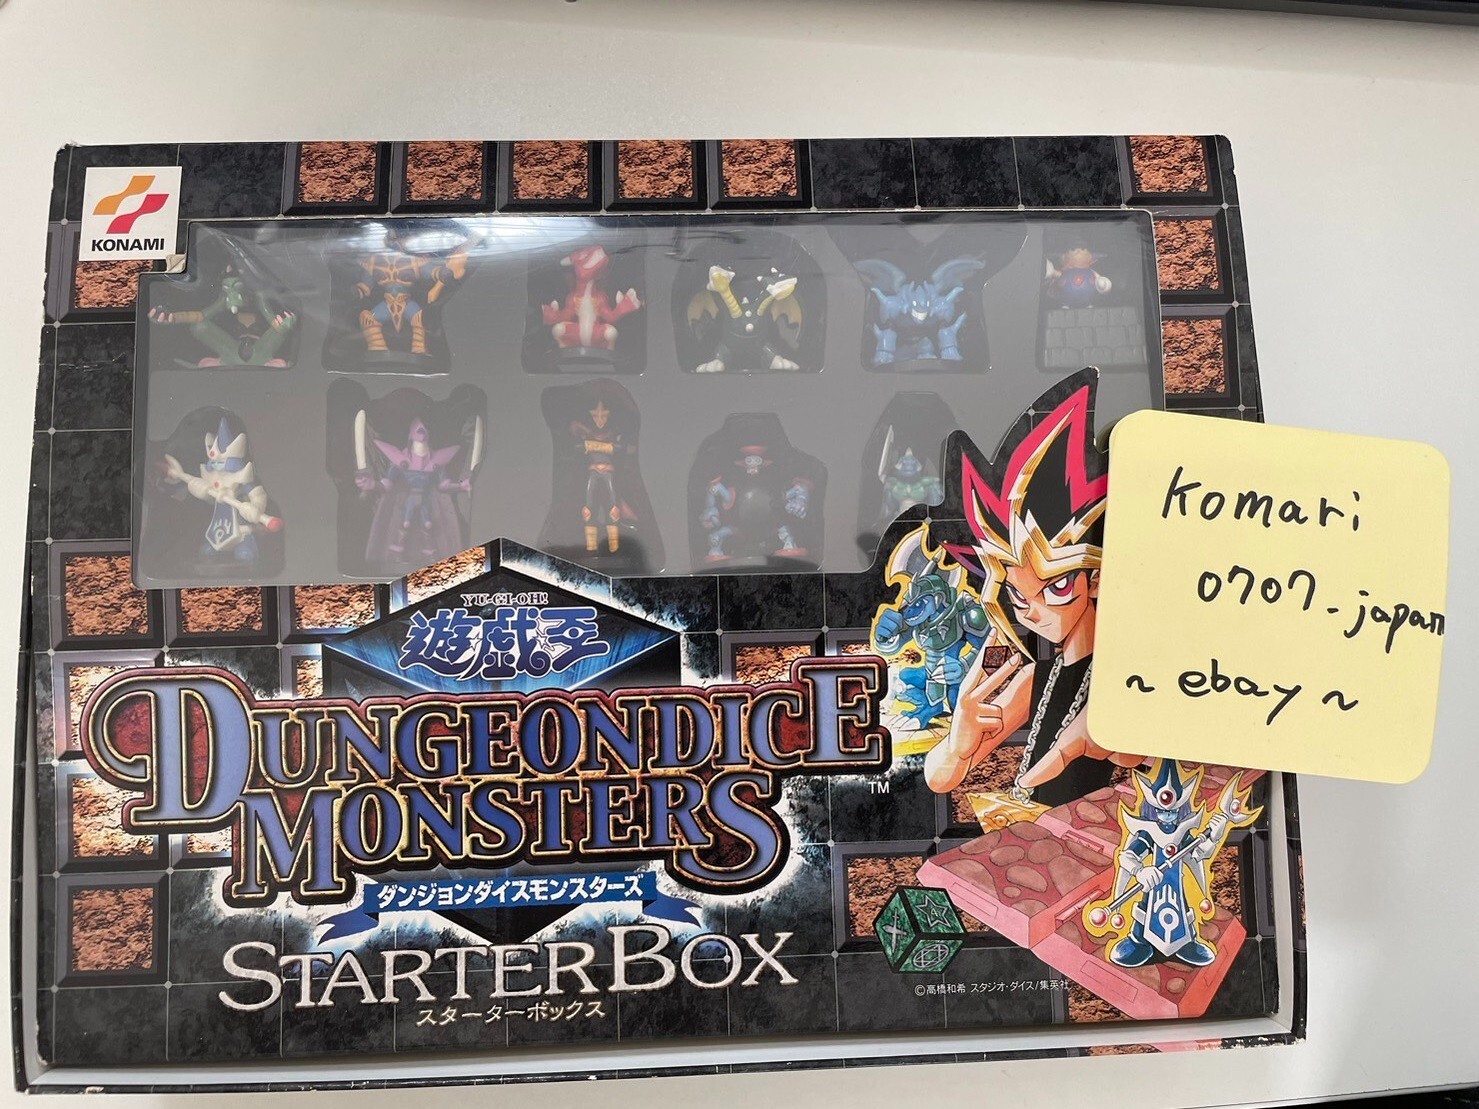 KONAMI
YU-GI-OH!
遊戯王
DUNGEONDICE
MONSTERS
TM
ダンジョンダイスモンスターズ
STARTERBOX
スターターボックス
©高橋和希 スタジオ・ダイス/集英社
Komari
0707-japan
~ ebay ~